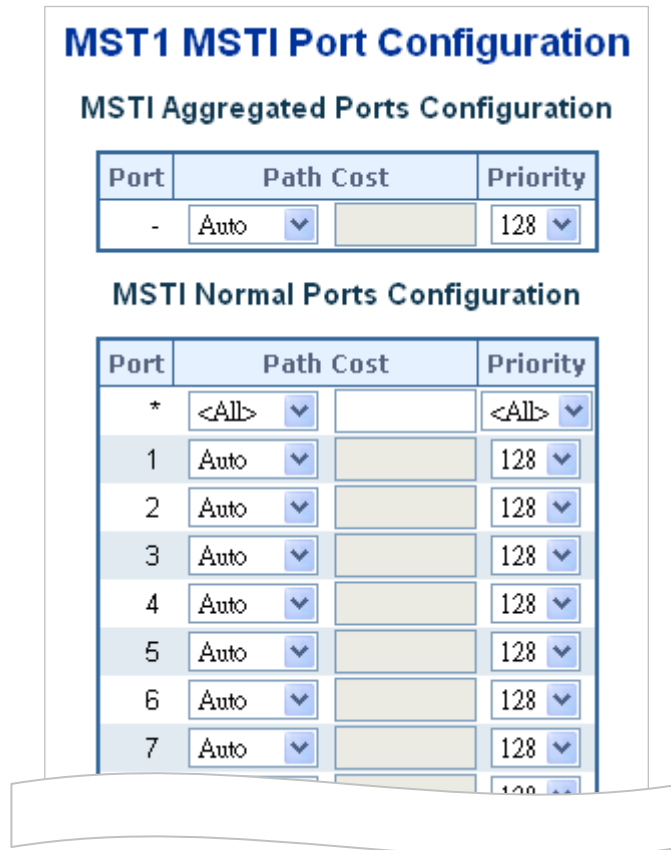 MST1 MSTI Port Configuration
MSTI Aggregated Ports Configuration
Port Path Cost Priority
- Auto 128
MSTI Normal Ports Configuration
Port Path Cost Priority
* <All> <All>
1 Auto 128
2 Auto 128
3 Auto 128
4 Auto 128
5 Auto 128
6 Auto 128
7 Auto 128